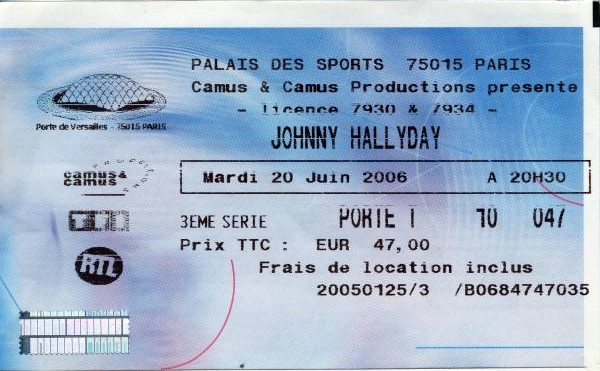 PALAIS DES SPORTS 75015 PARIS
Camus & Camus Productions presente
- licence 7930 & 7934 -
JOHNNY HALLYDAY
Porte de Versailles - 75015 PARIS
camus&
camus
PRODUCTIONS
Mardi 20 Juin 2006 A 20H30
3EME SERIE PORTE I 10 047
TF1
Prix TTC : EUR 47,00
RTL
Frais de location inclus
20050125/3 /B0684747035